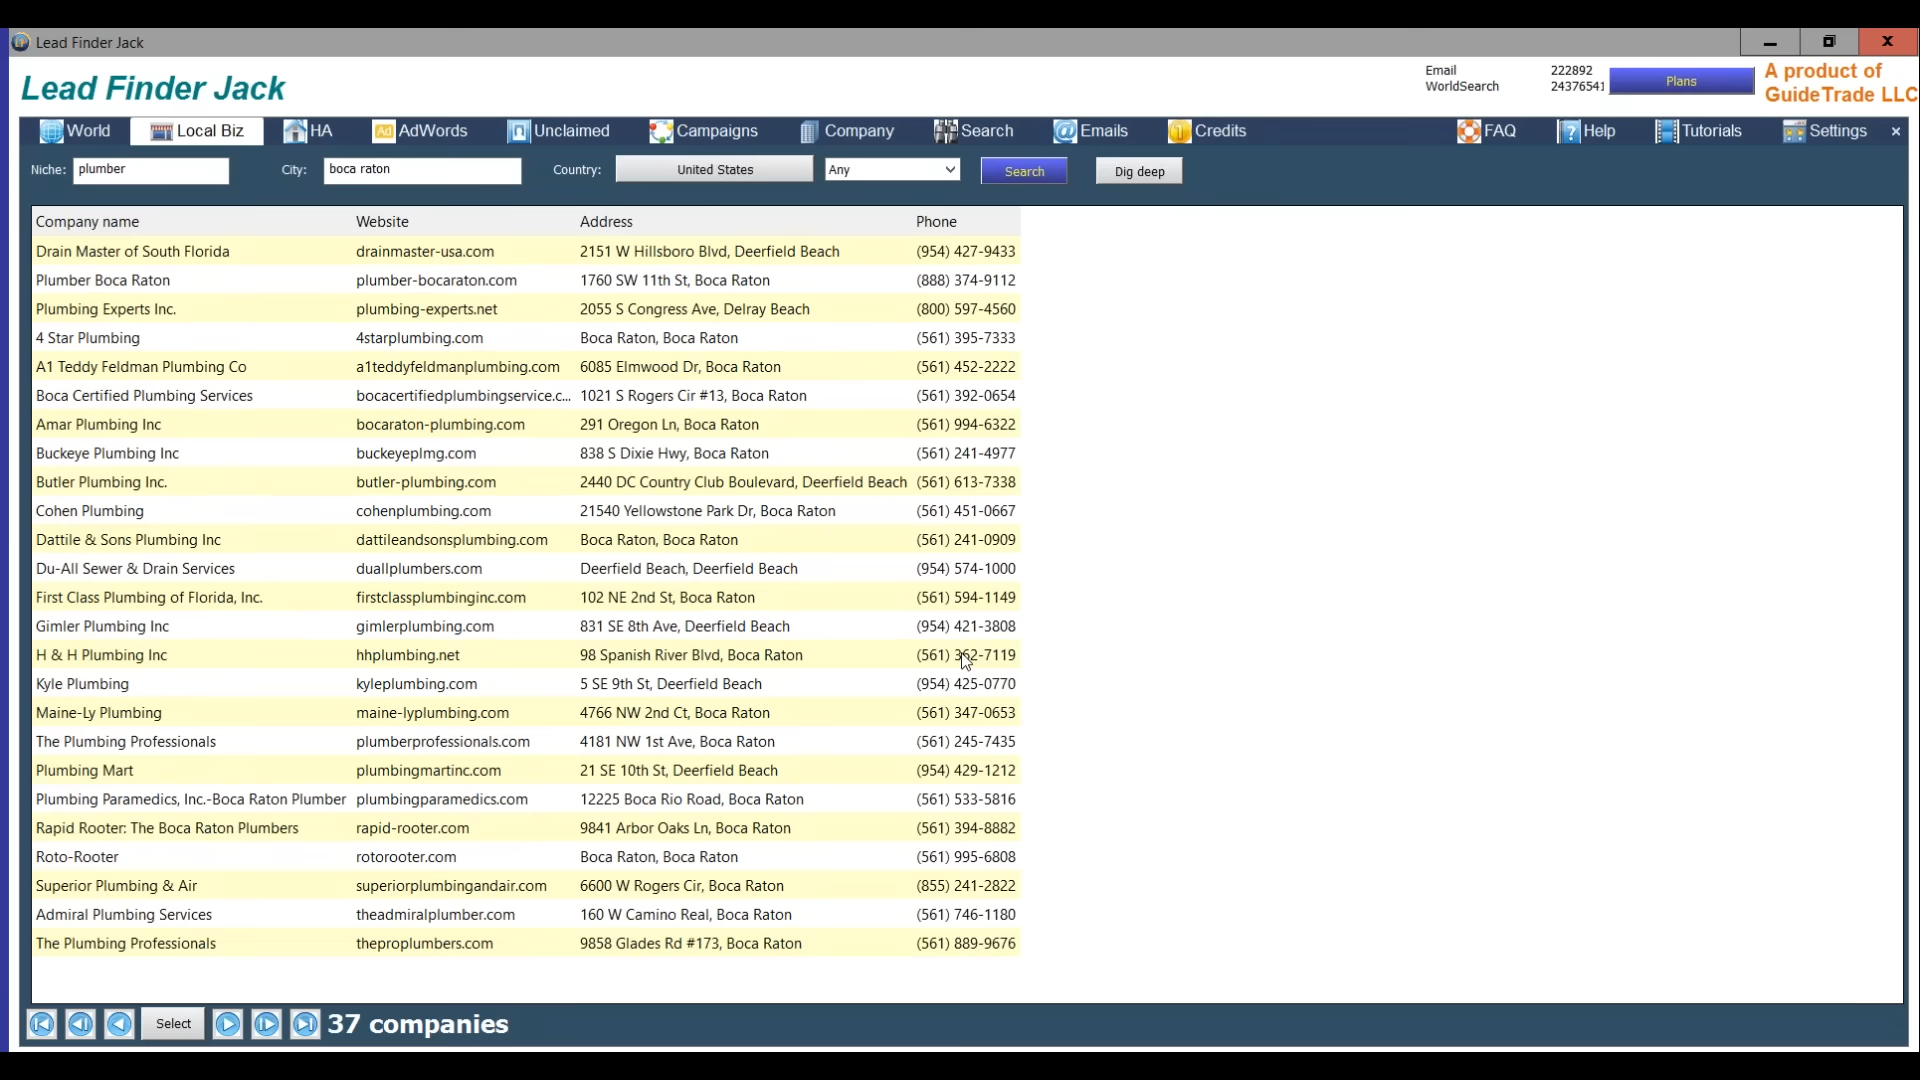 Lead Finder Jack
Lead Finder Jack
Email 222892
WorldSearch 24376541
Plans
A product of
GuideTrade LLC
World Local Biz HA AdWords Unclaimed Campaigns Company Search Emails Credits FAQ Help Tutorials Settings ×
Niche: plumber City: boca raton Country: United States Any Search Dig deep
Company name Website Address Phone
Drain Master of South Florida drainmaster-usa.com 2151 W Hillsboro Blvd, Deerfield Beach (954) 427-9433
Plumber Boca Raton plumber-bocaraton.com 1760 SW 11th St, Boca Raton (888) 374-9112
Plumbing Experts Inc. plumbing-experts.net 2055 S Congress Ave, Delray Beach (800) 597-4560
4 Star Plumbing 4starplumbing.com Boca Raton, Boca Raton (561) 395-7333
A1 Teddy Feldman Plumbing Co a1teddyfeldmanplumbing.com 6085 Elmwood Dr, Boca Raton (561) 452-2222
Boca Certified Plumbing Services bocacertifiedplumbingservice.c... 1021 S Rogers Cir #13, Boca Raton (561) 392-0654
Amar Plumbing Inc bocaraton-plumbing.com 291 Oregon Ln, Boca Raton (561) 994-6322
Buckeye Plumbing Inc buckeyeplmg.com 838 S Dixie Hwy, Boca Raton (561) 241-4977
Butler Plumbing Inc. butler-plumbing.com 2440 DC Country Club Boulevard, Deerfield Beach (561) 613-7338
Cohen Plumbing cohenplumbing.com 21540 Yellowstone Park Dr, Boca Raton (561) 451-0667
Dattile & Sons Plumbing Inc dattileandsonsplumbing.com Boca Raton, Boca Raton (561) 241-0909
Du-All Sewer & Drain Services duallplumbers.com Deerfield Beach, Deerfield Beach (954) 574-1000
First Class Plumbing of Florida, Inc. firstclassplumbinginc.com 102 NE 2nd St, Boca Raton (561) 594-1149
Gimler Plumbing Inc gimlerplumbing.com 831 SE 8th Ave, Deerfield Beach (954) 421-3808
H & H Plumbing Inc hhplumbing.net 98 Spanish River Blvd, Boca Raton (561) 362-7119
Kyle Plumbing kyleplumbing.com 5 SE 9th St, Deerfield Beach (954) 425-0770
Maine-Ly Plumbing maine-lyplumbing.com 4766 NW 2nd Ct, Boca Raton (561) 347-0653
The Plumbing Professionals plumberprofessionals.com 4181 NW 1st Ave, Boca Raton (561) 245-7435
Plumbing Mart plumbingmartinc.com 21 SE 10th St, Deerfield Beach (954) 429-1212
Plumbing Paramedics, Inc.-Boca Raton Plumber plumbingparamedics.com 12225 Boca Rio Road, Boca Raton (561) 533-5816
Rapid Rooter: The Boca Raton Plumbers rapid-rooter.com 9841 Arbor Oaks Ln, Boca Raton (561) 394-8882
Roto-Rooter rotorooter.com Boca Raton, Boca Raton (561) 995-6808
Superior Plumbing & Air superiorplumbingandair.com 6600 W Rogers Cir, Boca Raton (855) 241-2822
Admiral Plumbing Services theadmiralplumber.com 160 W Camino Real, Boca Raton (561) 746-1180
The Plumbing Professionals theproplumbers.com 9858 Glades Rd #173, Boca Raton (561) 889-9676
Select 37 companies